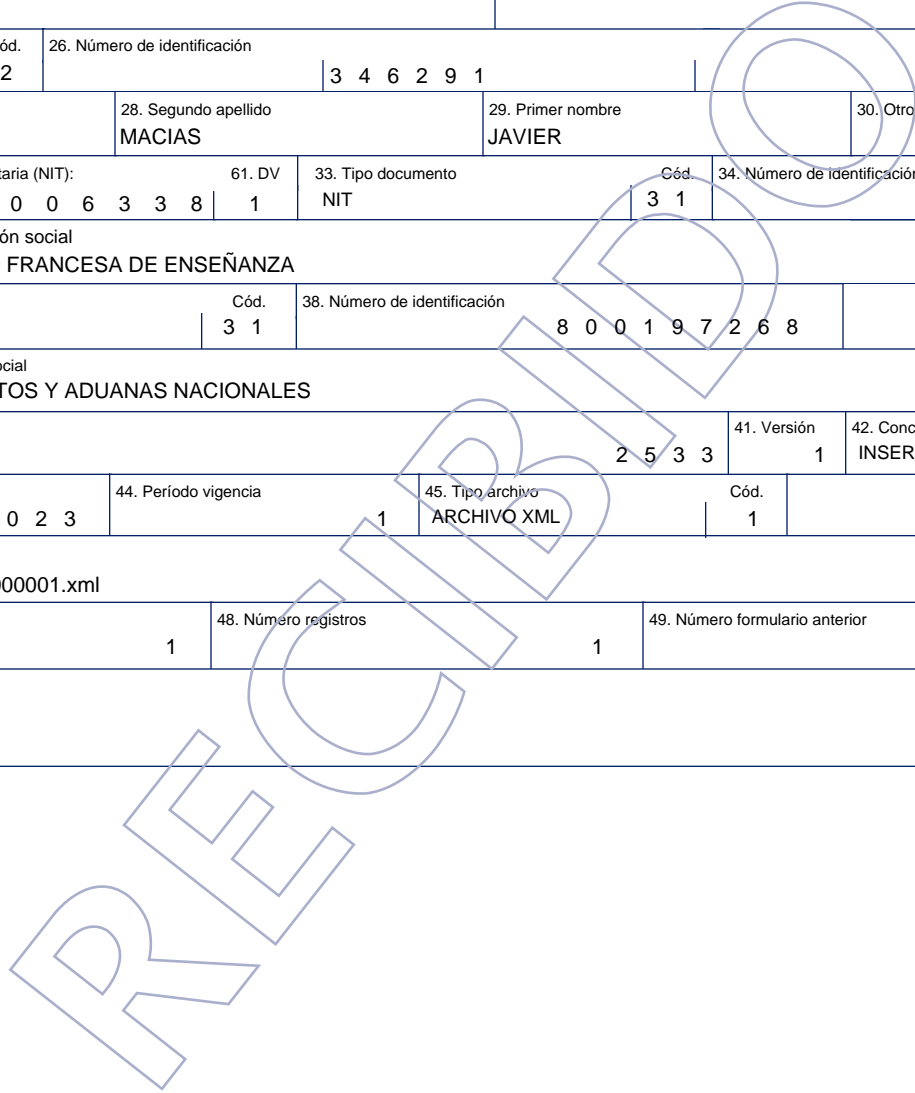 ód. 26. Número de identificación
2 3 4 6 2 9 1
28. Segundo apellido 29. Primer nombre 30. Otro
MACIAS JAVIER
taria (NIT): 61. DV 33. Tipo documento Cód. 34. Número de identificación
0 0 6 3 3 8 1 NIT 3 1
ón social
FRANCESA DE ENSEÑANZA
Cód. 38. Número de identificación
3 1 8 0 0 1 9 7 2 6 8
ocial
TOS Y ADUANAS NACIONALES
41. Versión 42. Conc
2 5 3 3 1 INSER
44. Período vigencia 45. Tipo archivo Cód.
0 2 3 1 ARCHIVO XML 1
000001.xml
48. Número registros 49. Número formulario anterior
1 1
RECIBIDO